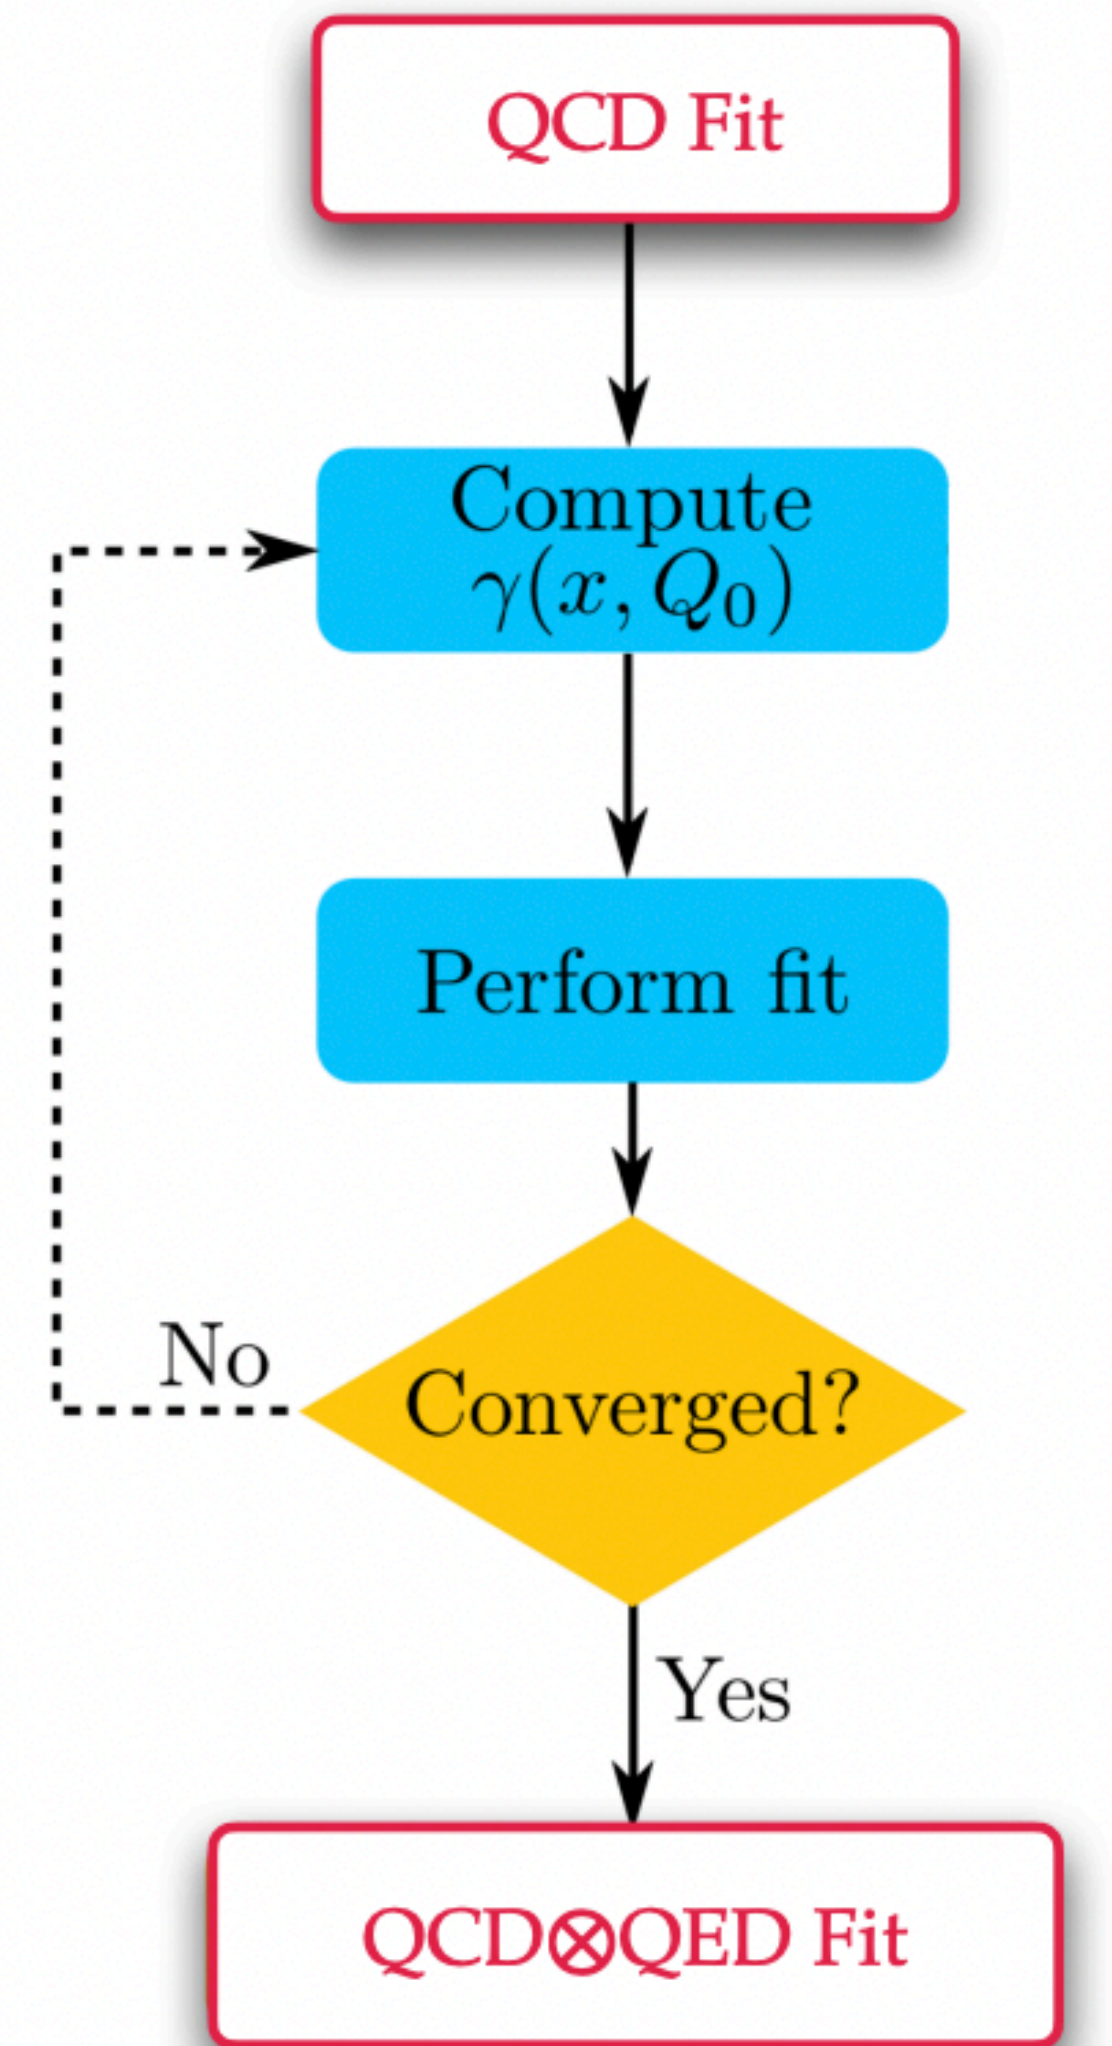 QCD Fit
Compute
γ(x, Q₀)
Perform fit
Converged?
No
Yes
QCD⊗QED Fit